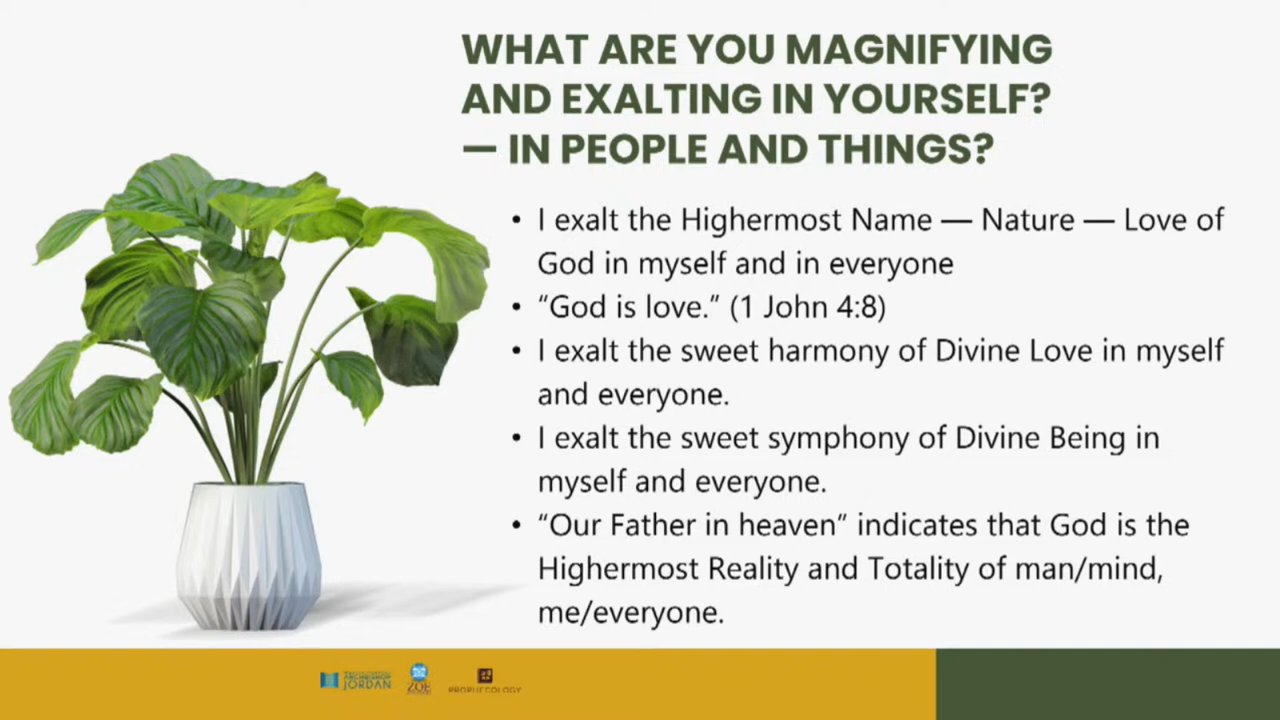 WHAT ARE YOU MAGNIFYING
AND EXALTING IN YOURSELF?
— IN PEOPLE AND THINGS?
• I exalt the Highermost Name — Nature — Love of
God in myself and in everyone
• “God is love.” (1 John 4:8)
• I exalt the sweet harmony of Divine Love in myself
and everyone.
• I exalt the sweet symphony of Divine Being in
myself and everyone.
• “Our Father in heaven” indicates that God is the
Highermost Reality and Totality of man/mind,
me/everyone.
ARCHBISHOP
JORDAN
ZOE
PROPHECOLOGY